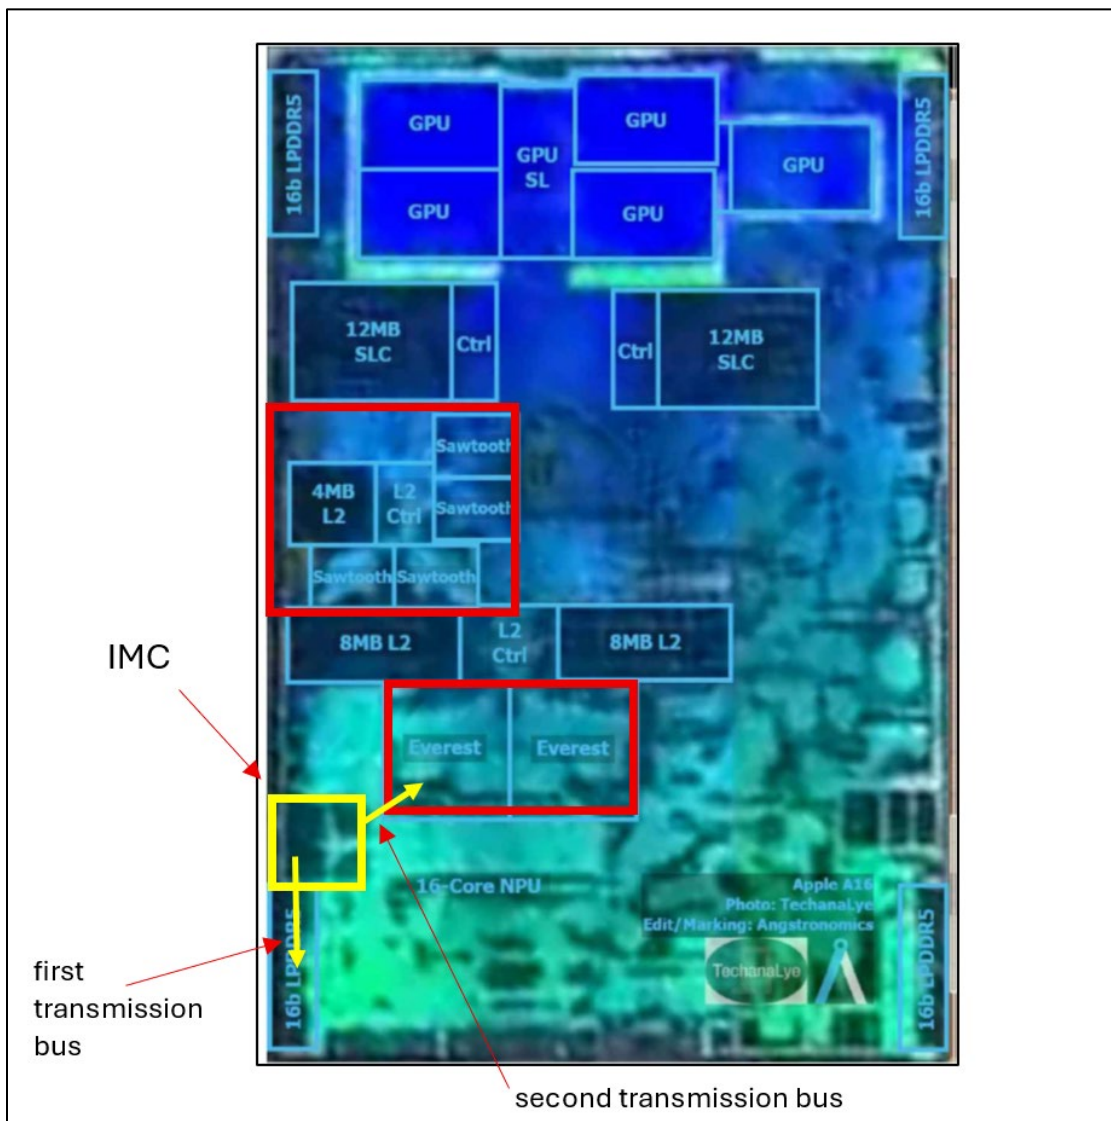 16b LPDDR5
GPU
GPU
SL
GPU
GPU
16b LPDDR5
GPU
GPU
12MB
SLC
Ctrl
Ctrl
12MB
SLC
Sawtooth
4MB
L2
L2
Ctrl
Sawtooth
Sawtooth
Sawtooth
8MB L2
L2
Ctrl
8MB L2
IMC
Everest
Everest
16-Core NPU
Apple A16
Photo: TechanaLye
Edit/Marking: Angstronomics
TechanaLye
16b LPDDR5
16b LPDDR5
first
transmission
bus
second transmission bus